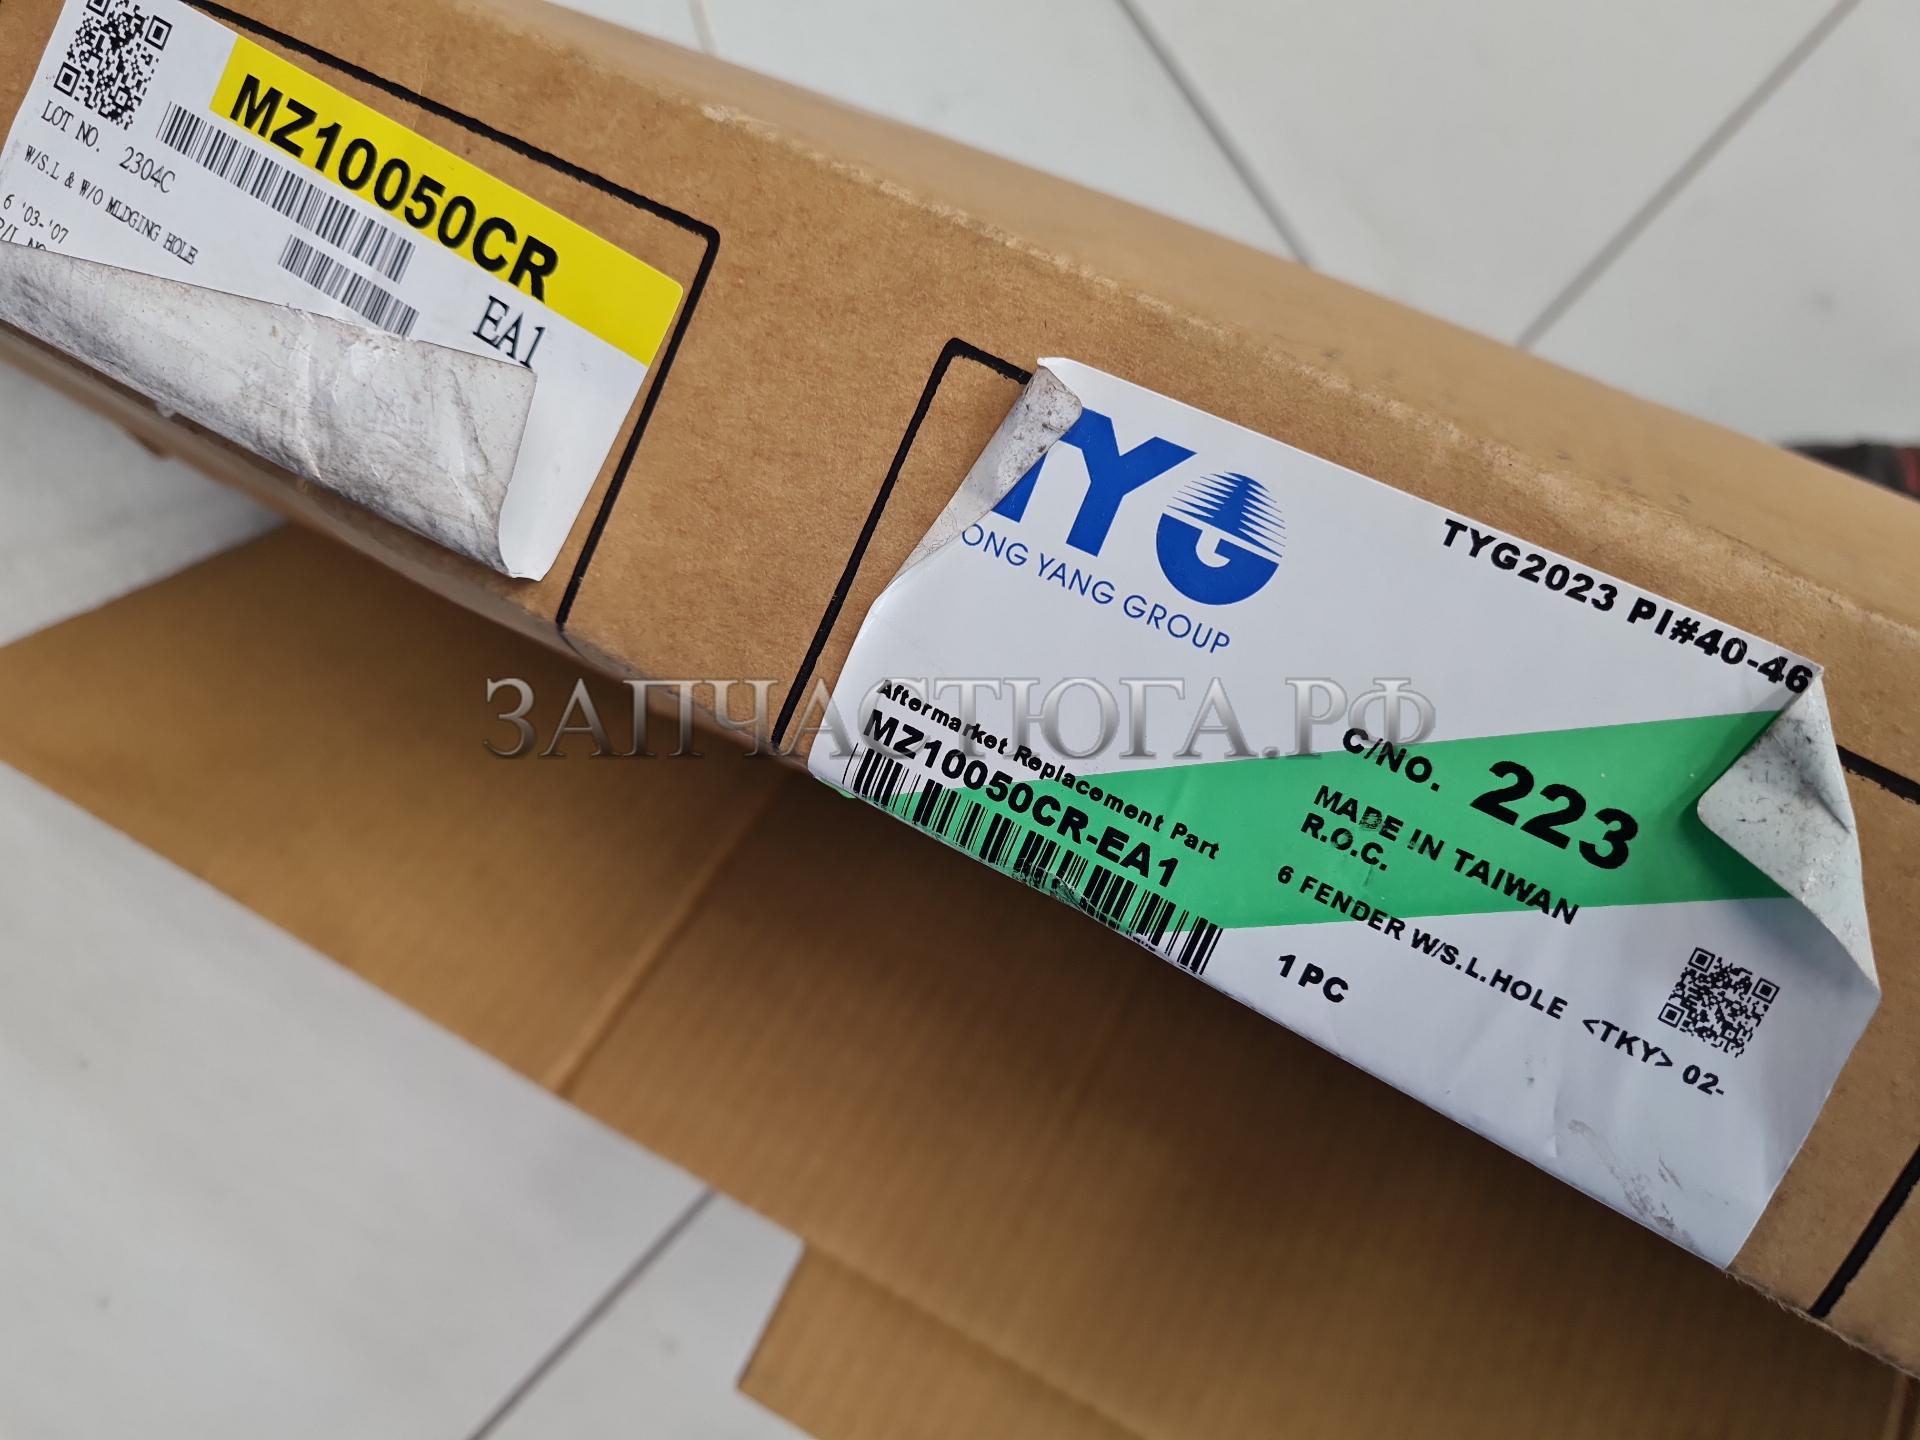 MZ10050CR
LOT NO. 2304C
EA1
W/S.L & W/O MLDGING HOLE
6 '03-'07
TYG
ONG YANG GROUP
TYG2023 PI#40-46
Aftermarket Replacement Part
MZ10050CR-EA1
C/NO. 223
MADE IN TAIWAN
R.O.C.
6 FENDER W/S.L.HOLE <TKY> 02-
1 PC
ЗАПЧАСТЮГА.РФ